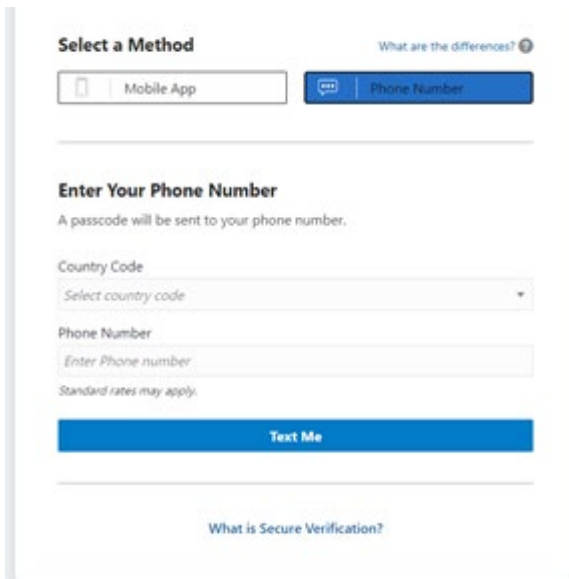 Select a Method
What are the differences?
Mobile App
Phone Number
Enter Your Phone Number
A passcode will be sent to your phone number.
Country Code
Select country code
Phone Number
Enter Phone number
Standard rates may apply.
Text Me
What is Secure Verification?